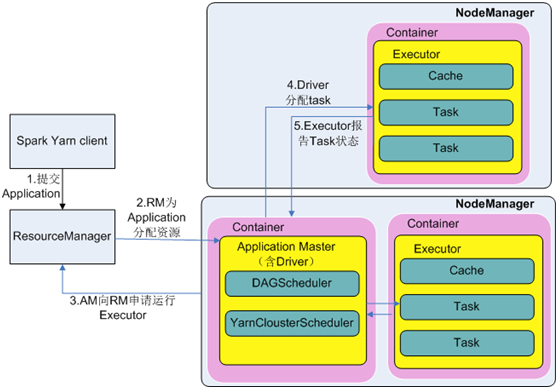 NodeManager
Container
Executor
Cache
Task
Task
4.Driver
分配task
5.Executor报
告Task状态
Spark Yarn client
1.提交
Application
ResourceManager
2.RM为
Application
分配资源
3.AM向RM申请运行
Executor
NodeManager
Container
Application Master
（含Driver）
DAGScheduler
YarnClousterScheduler
Container
Executor
Cache
Task
Task